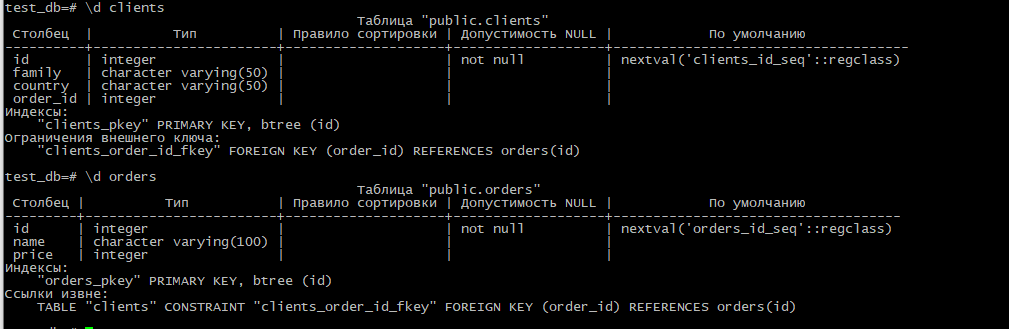 test_db=# \d clients
Таблица "public.clients"
Столбец | Тип | Правило сортировки | Допустимость NULL | По умолчанию
----------+-----------------------+--------------------+-------------------+-------------------------------------
id | integer | | not null | nextval('clients_id_seq'::regclass)
family | character varying(50) | | |
country | character varying(50) | | |
order_id | integer | | |
Индексы:
"clients_pkey" PRIMARY KEY, btree (id)
Ограничения внешнего ключа:
"clients_order_id_fkey" FOREIGN KEY (order_id) REFERENCES orders(id)
test_db=# \d orders
Таблица "public.orders"
Столбец | Тип | Правило сортировки | Допустимость NULL | По умолчанию
---------+------------------------+--------------------+-------------------+------------------------------------
id | integer | | not null | nextval('orders_id_seq'::regclass)
name | character varying(100) | | |
price | integer | | |
Индексы:
"orders_pkey" PRIMARY KEY, btree (id)
Ссылки извне:
TABLE "clients" CONSTRAINT "clients_order_id_fkey" FOREIGN KEY (order_id) REFERENCES orders(id)